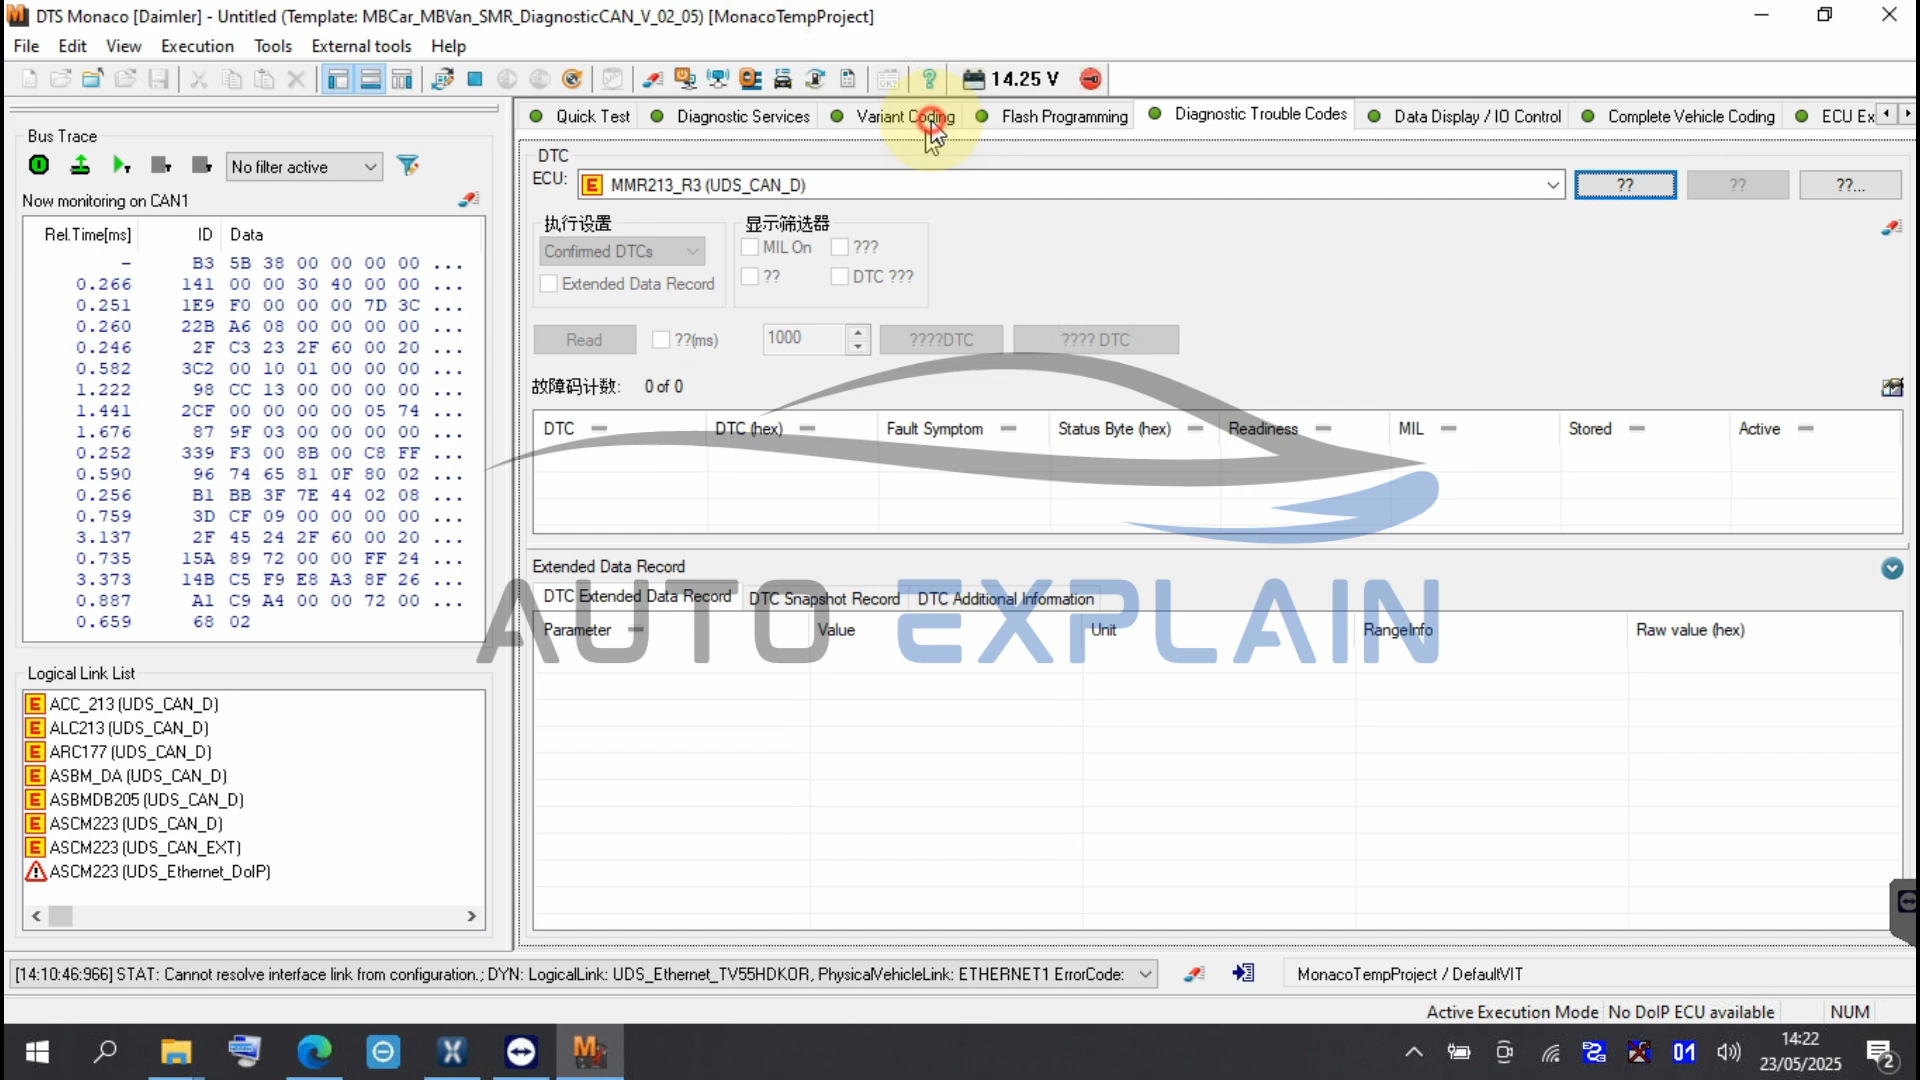 DTS Monaco [Daimler] - Untitled (Template: MBCar_MBVan_SMR_DiagnosticCAN_V_02_05) [MonacoTempProject]
File Edit View Execution Tools External tools Help
14.25 V
Bus Trace
No filter active
Now monitoring on CAN1
Rel.Time[ms] ID Data
- B3 5B 38 00 00 00 00 ...
0.266 141 00 00 30 40 00 00 ...
0.251 1E9 F0 00 00 00 7D 3C ...
0.260 22B A6 08 00 00 00 00 ...
0.246 2F C3 23 2F 60 00 20 ...
0.582 3C2 00 10 01 00 00 00 ...
1.222 98 CC 13 00 00 00 00 ...
1.441 2CF 00 00 00 00 05 74 ...
1.676 87 9F 03 00 00 00 00 ...
0.252 339 F3 00 8B 00 C8 FF ...
0.590 96 74 65 81 0F 80 02 ...
0.256 B1 BB 3F 7E 44 02 08 ...
0.759 3D CF 09 00 00 00 00 ...
3.137 2F 45 24 2F 60 00 20 ...
0.735 15A 89 72 00 00 FF 24 ...
3.373 14B C5 F9 E8 A3 8F 26 ...
0.887 A1 C9 A4 00 00 72 00 ...
0.659 68 02
Logical Link List
ACC_213 (UDS_CAN_D)
ALC213 (UDS_CAN_D)
ARC177 (UDS_CAN_D)
ASBM_DA (UDS_CAN_D)
ASBMDB205 (UDS_CAN_D)
ASCM223 (UDS_CAN_D)
ASCM223 (UDS_CAN_EXT)
ASCM223 (UDS_Ethernet_DoIP)
Quick Test Diagnostic Services Variant Coding Flash Programming Diagnostic Trouble Codes Data Display / IO Control Complete Vehicle Coding ECU Ex
DTC
ECU: E MMR213_R3 (UDS_CAN_D) ?? ?? ??...
执行设置 显示筛选器
Confirmed DTCs MIL On ???
Extended Data Record ?? DTC ???
Read ??(ms) 1000 ????DTC ???? DTC
故障码计数: 0 of 0
DTC DTC (hex) Fault Symptom Status Byte (hex) Readiness MIL Stored Active
Extended Data Record
DTC Extended Data Record DTC Snapshot Record DTC Additional Information
Parameter Value Unit RangeInfo Raw value (hex)
AUTO EXPLAIN
[14:10:46:966] STAT: Cannot resolve interface link from configuration.; DYN: LogicalLink: UDS_Ethernet_TV55HDKOR, PhysicalVehicleLink: ETHERNET1 ErrorCode: MonacoTempProject / DefaultVIT
Active Execution Mode No DoIP ECU available NUM
01
14:22
23/05/2025
2